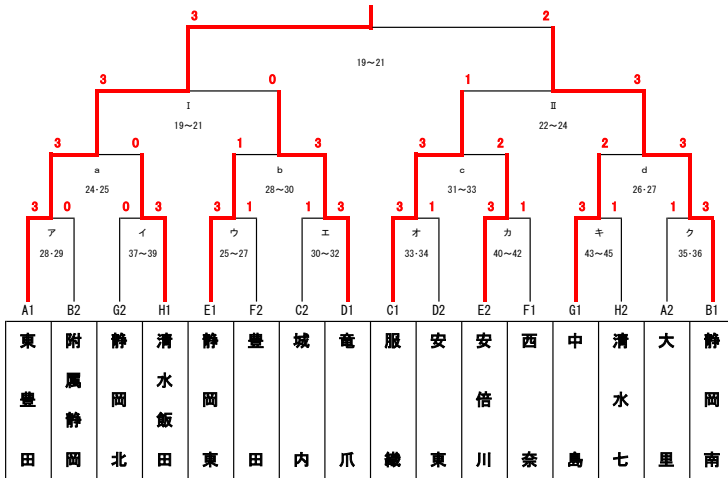 3 2
19～21
3 0 1 3
Ⅰ Ⅱ
19～21 22～24
3 0 1 3 3 2 2 3
a b c d
24・25 28～30 31～33 26・27
3 0 0 3 3 1 1 3 3 1 3 1 3 1 1 3
ア イ ウ エ オ カ キ ク
28・29 37～39 25～27 30～32 33・34 40～42 43～45 35・36
A1 B2 G2 H1 E1 F2 C2 D1 C1 D2 E2 F1 G1 H2 A2 B1
東豊田
附属静岡
静岡北
清水飯田
静岡東
豊田
城内
竜爪
服織
安東
安倍川
西奈
中島
清水七
大里
静岡南